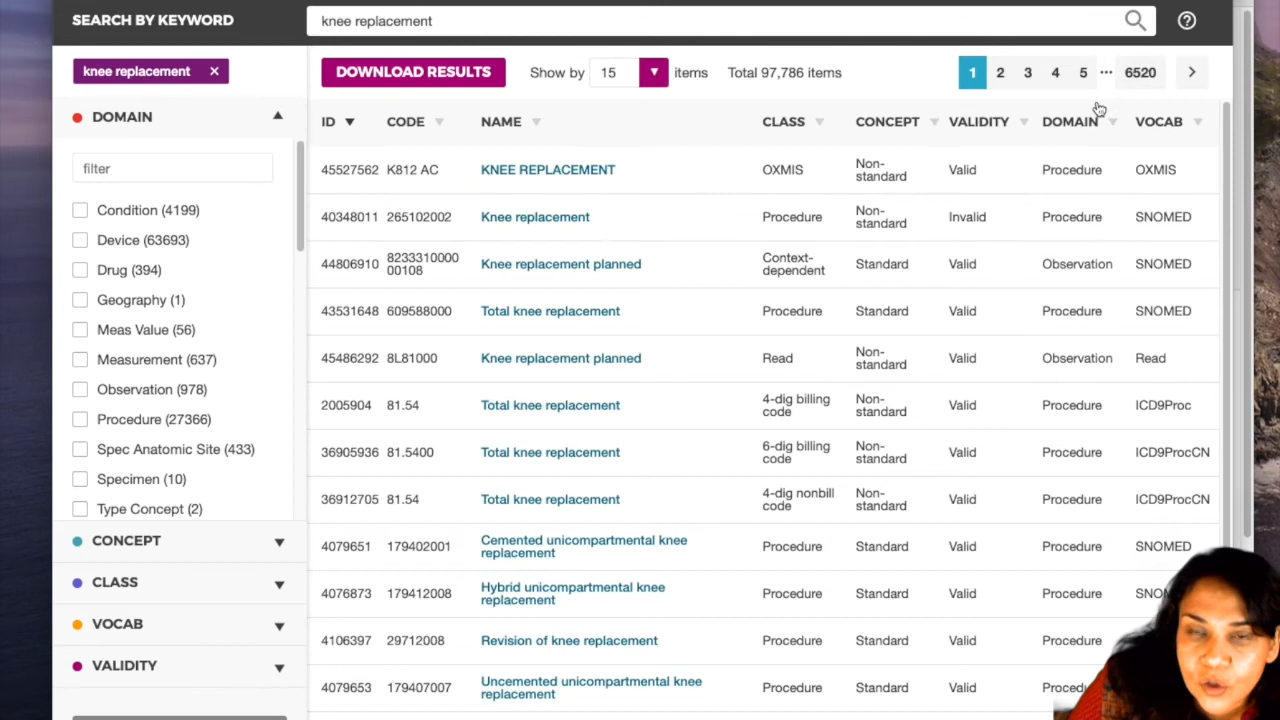 SEARCH BY KEYWORD knee replacement
knee replacement × DOWNLOAD RESULTS Show by 15 items Total 97,786 items 1 2 3 4 5 ••• 6520
DOMAIN
filter
Condition (4199)
Device (63693)
Drug (394)
Geography (1)
Meas Value (56)
Measurement (637)
Observation (978)
Procedure (27366)
Spec Anatomic Site (433)
Specimen (10)
Type Concept (2)
CONCEPT
CLASS
VOCAB
VALIDITY
ID CODE NAME CLASS CONCEPT VALIDITY DOMAIN VOCAB
45527562 K812 AC KNEE REPLACEMENT OXMIS Non-standard Valid Procedure OXMIS
40348011 265102002 Knee replacement Procedure Non-standard Invalid Procedure SNOMED
44806910 823331000000108 Knee replacement planned Context-dependent Standard Valid Observation SNOMED
43531648 609588000 Total knee replacement Procedure Standard Valid Procedure SNOMED
45486292 8L81000 Knee replacement planned Read Non-standard Valid Observation Read
2005904 81.54 Total knee replacement 4-dig billing code Non-standard Valid Procedure ICD9Proc
36905936 81.5400 Total knee replacement 6-dig billing code Non-standard Valid Procedure ICD9ProcCN
36912705 81.54 Total knee replacement 4-dig nonbill code Non-standard Valid Procedure ICD9ProcCN
4079651 179402001 Cemented unicompartmental knee replacement Procedure Standard Valid Procedure SNOMED
4076873 179412008 Hybrid unicompartmental knee replacement Procedure Standard Valid Procedure
4106397 29712008 Revision of knee replacement Procedure Standard Valid Procedure
4079653 179407007 Uncemented unicompartmental knee replacement Procedure Standard Valid